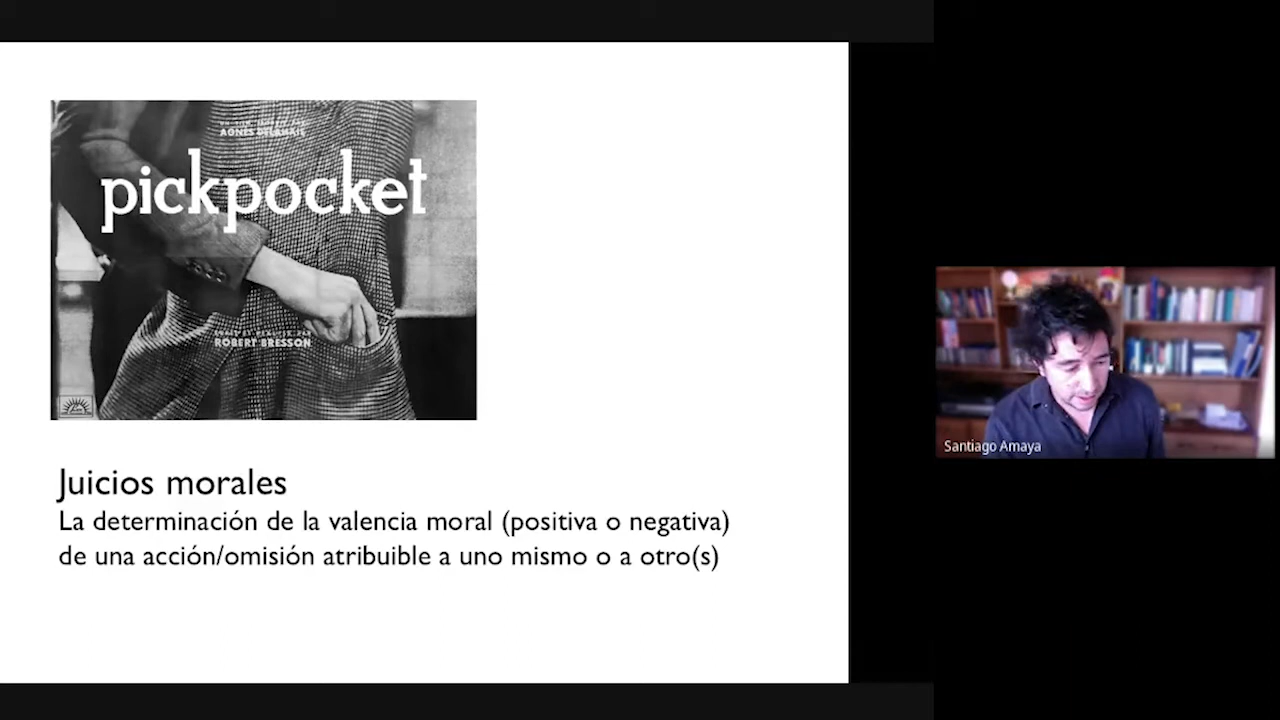 AGNÈS DELAHAIE
pickpocket
ROBERT BRESSON
Juicios morales
La determinación de la valencia moral (positiva o negativa)
de una acción/omisión atribuible a uno mismo o a otro(s)
Santiago Amaya